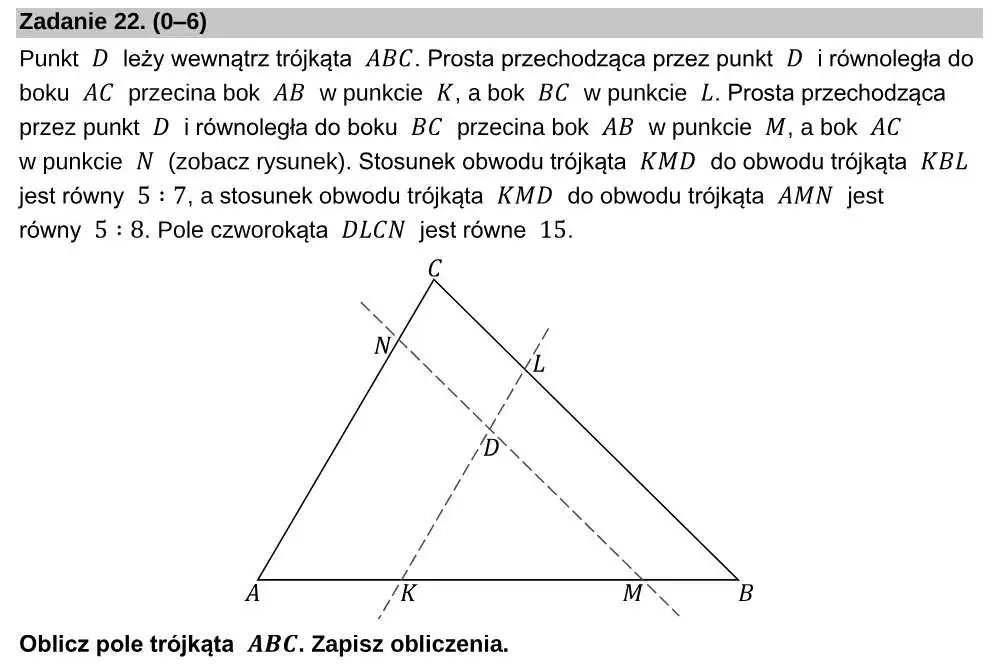 Zadanie 22. (0–6)
Punkt D leży wewnątrz trójkąta ABC. Prosta przechodząca przez punkt D i równoległa do
boku AC przecina bok AB w punkcie K, a bok BC w punkcie L. Prosta przechodząca
przez punkt D i równoległa do boku BC przecina bok AB w punkcie M, a bok AC
w punkcie N (zobacz rysunek). Stosunek obwodu trójkąta KMD do obwodu trójkąta KBL
jest równy 5 : 7, a stosunek obwodu trójkąta KMD do obwodu trójkąta AMN jest
równy 5 : 8. Pole czworokąta DLCN jest równe 15.
C
N
L
D
A K M B
Oblicz pole trójkąta ABC. Zapisz obliczenia.